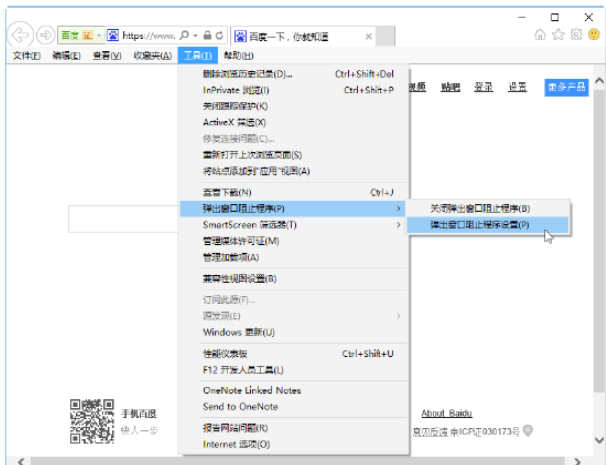 百度 证 https://www.
百度一下，你就知道 ×
文件(F) 编辑(E) 查看(V) 收藏夹(A) 工具(T) 帮助(H)
删除浏览历史记录(D)... Ctrl+Shift+Del
InPrivate 浏览(I) Ctrl+Shift+P
关闭跟踪保护(K)
ActiveX 筛选(X)
修复连接问题(C)...
重新打开上次浏览页面(S)
将站点添加到“应用”视图(A)
视频 贴吧 登录 设置 更多产品
查看下载(N) Ctrl+J
弹出窗口阻止程序(P)
关闭弹出窗口阻止程序(B)
SmartScreen 筛选器(T)
弹出窗口阻止程序设置(P)
管理媒体许可证(M)
管理加载项(A)
兼容性视图设置(B)
订阅此源(F)...
源发现(E)
Windows 更新(U)
性能仪表板 Ctrl+Shift+U
F12 开发人员工具(L)
OneNote Linked Notes
Send to OneNote
报告网站问题(R)
Internet 选项(O)
手机百度
快人一步
About Baidu
意见反馈 京ICP证030173号